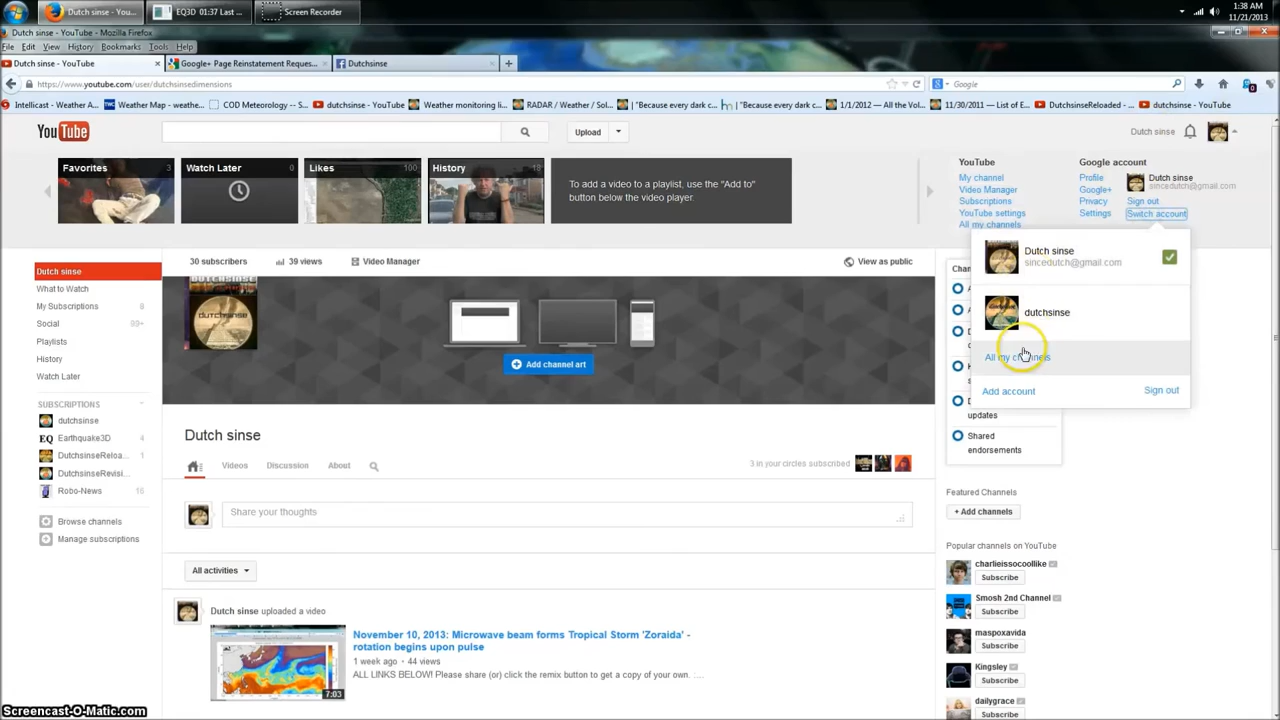 Dutch sinse - You...
EQ3D 01:37 Last ...
Screen Recorder
1:38 AM
11/21/2013
Dutch sinse - YouTube - Mozilla Firefox
File Edit View History Bookmarks Tools Help
Dutch sinse - YouTube
Google+ Page Reinstatement Reques...
Dutchsinse
https://www.youtube.com/user/dutchsinsedimensions
Google
Intellicast - Weather A...
Weather Map - weathe...
COD Meteorology -- S...
dutchsinse - YouTube
Weather monitoring li...
RADAR / Weather / Sol...
"Because every dark c...
"Because every dark c...
1/1/2012 — All the Vol...
11/30/2011 — List of E...
DutchsinseReloaded - ...
dutchsinse - YouTube
YouTube
Upload
Dutch sinse
Favorites 3
Watch Later 0
Likes 100
History 18
To add a video to a playlist, use the "Add to"
button below the video player.
YouTube
My channel
Video Manager
Subscriptions
YouTube settings
All my channels
Google account
Profile
Google+
Privacy
Settings
Dutch sinse
sincedutch@gmail.com
Sign out
Switch account
Dutch sinse
sincedutch@gmail.com
dutchsinse
All my channels
Add account
Sign out
30 subscribers
39 views
Video Manager
View as public
Dutch sinse
What to Watch
My Subscriptions 8
Social 99+
Playlists
History
Watch Later
SUBSCRIPTIONS
dutchsinse
Earthquake3D 4
DutchsinseReloa... 1
DutchsinseRevisi...
Robo-News 16
Browse channels
Manage subscriptions
DUTCHSINSE
dutchsinse
Add channel art
Dutch sinse
Videos
Discussion
About
3 in your circles subscribed
Share your thoughts
All activities
Dutch sinse uploaded a video
November 10, 2013: Microwave beam forms Tropical Storm 'Zoraida' -
rotation begins upon pulse
1 week ago • 44 views
ALL LINKS BELOW! Please share (or) click the remix button to get a copy of your own. ...
7:03
updates
Shared
endorsements
Featured Channels
+ Add channels
Popular channels on YouTube
charlieissocoollike
Subscribe
Smosh 2nd Channel
Subscribe
maspoxavida
Subscribe
Kingsley
Subscribe
dailygrace
Subscribe
Screencast-O-Matic.com